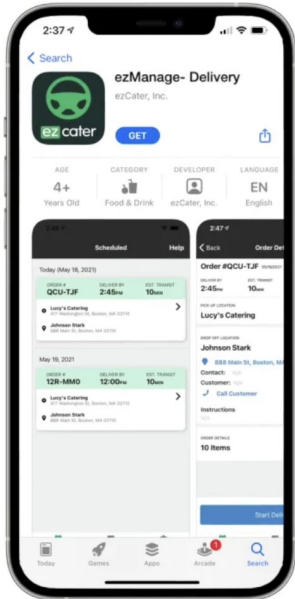 2:37
Search
ezManage- Delivery
ezCater, Inc.
ez cater
GET
AGE
CATEGORY
DEVELOPER
LANGUAGE
4+
EN
Years Old
Food & Drink
ezCater, Inc.
English
Scheduled
Help
Today (May 18, 2021)
ORDER #
DELIVER BY
EST. TRANSIT
QCU-TJF
2:45PM
10MIN
Lucy's Catering
Johnson Stark
May 19, 2021
ORDER #
DELIVER BY
EST. TRANSIT
12R-MM0
12:00PM
10MIN
Lucy's Catering
Johnson Stark
2:47
Back
Order Det
Order #QCU-TJF
DELIVER BY
EST. TRANSIT
2:45PM
10MIN
PICK UP LOCATION
Lucy's Catering
DROP OFF LOCATION
Johnson Stark
888 Main St, Boston, MA
Contact:
Customer:
Call Customer
Instructions
ORDER DETAILS
10 Items
Start Deli
Today
Games
Apps
Arcade
1
Search